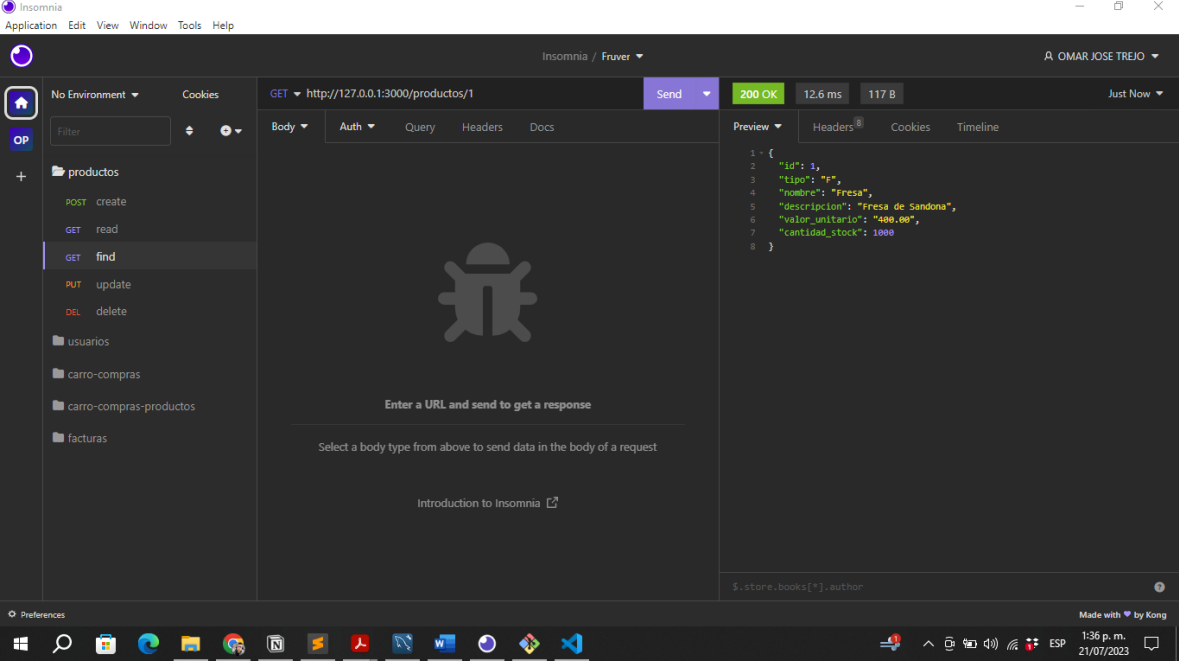 Insomnia
Application Edit View Window Tools Help
Insomnia / Fruver
OMAR JOSE TREJO
No Environment Cookies
GET http://127.0.0.1:3000/productos/1 Send
200 OK 12.6 ms 117 B Just Now
Filter
Body Auth Query Headers Docs
Preview Headers 8 Cookies Timeline
OP
productos
POST create
GET read
GET find
PUT update
DEL delete
usuarios
carro-compras
carro-compras-productos
facturas
Enter a URL and send to get a response
Select a body type from above to send data in the body of a request
Introduction to Insomnia
1 {
2 "id": 1,
3 "tipo": "F",
4 "nombre": "Fresa",
5 "descripcion": "Fresa de Sandona",
6 "valor_unitario": "400.00",
7 "cantidad_stock": 1000
8 }
$.store.books[*].author
Preferences
Made with by Kong
1
ESP
1:36 p. m.
21/07/2023